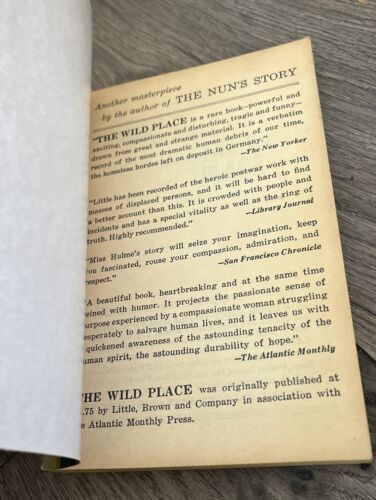 Another masterpiece
by the author of THE NUN'S STORY
"THE WILD PLACE is a rare book—powerful and
exciting, compassionate and disturbing, tragic and funny—
drawn from great and strange material. It is a verbatim
record of the most dramatic human debris of our time,
the homeless hordes left on deposit in Germany."
—The New Yorker
"Little has been recorded of the heroic postwar work with
masses of displaced persons, and it will be hard to find
a better account than this. It is crowded with people and
incidents and has a special vitality as well as the ring of
truth. Highly recommended."
—Library Journal
"Miss Hulme's story will seize your imagination, keep
you fascinated, rouse your compassion, admiration, and
respect."
—San Francisco Chronicle
"A beautiful book, heartbreaking and at the same time
veined with humor. It projects the passionate sense of
purpose experienced by a compassionate woman struggling
desperately to salvage human lives, and it leaves us with
quickened awareness of the astounding tenacity of the
human spirit, the astounding durability of hope."
—The Atlantic Monthly
THE WILD PLACE was originally published at
.75 by Little, Brown and Company in association with
e Atlantic Monthly Press.